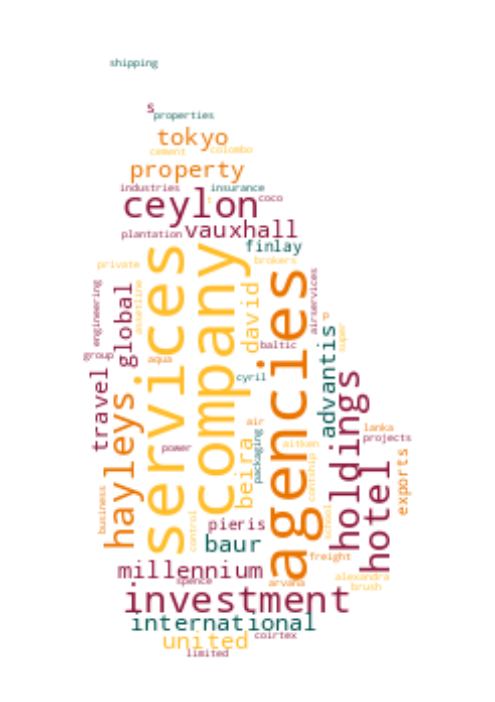 shipping
s
properties
tokyo
cement
colombo
property
industries
insurance
ceylon
coco
plantation
vauxhall
finlay
private
brokers
services
company
agencies
david
assetline
engineering
global
airservices
p
super
baltic
group
aqua
travel
cyril
advantis
hayleys
holdings
hotel
lanka
projects
air
aitken
beira
packaging
power
exports
contship
business
control
school
pieris
baur
freight
millennium
spence
arvana
alexandra
brush
investment
international
united
coirtex
limited